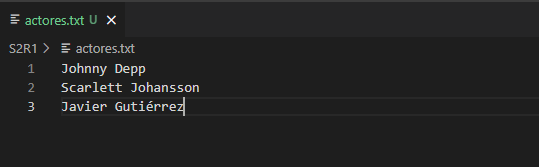 actores.txt U
S2R1 > actores.txt
1 Johnny Depp
2 Scarlett Johansson
3 Javier Gutiérrez